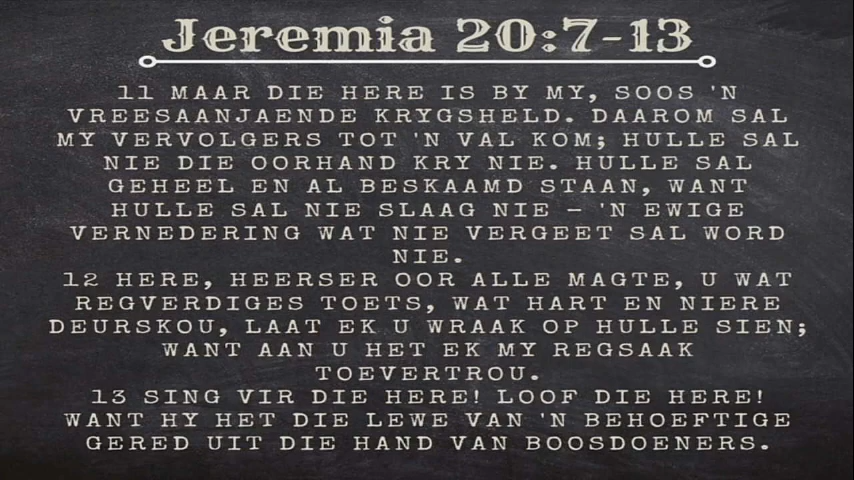 Jeremia 20:7-13
11 MAAR DIE HERE IS BY MY, SOOS 'N
VREESAANJAENDE KRYGSHELD. DAAROM SAL
MY VERVOLGERS TOT 'N VAL KOM; HULLE SAL
NIE DIE OORHAND KRY NIE. HULLE SAL
GEHEEL EN AL BESKAAMD STAAN, WANT
HULLE SAL NIE SLAAG NIE – 'N EWIGE
VERNEDERING WAT NIE VERGEET SAL WORD
NIE.
12 HERE, HEERSER OOR ALLE MAGTE, U WAT
REGVERDIGES TOETS, WAT HART EN NIERE
DEURSKOU, LAAT EK U WRAAK OP HULLE SIEN;
WANT AAN U HET EK MY REGSAAK
TOEVERTROU.
13 SING VIR DIE HERE! LOOF DIE HERE!
WANT HY HET DIE LEWE VAN 'N BEHOEFTIGE
GERED UIT DIE HAND VAN BOOSDOENERS.